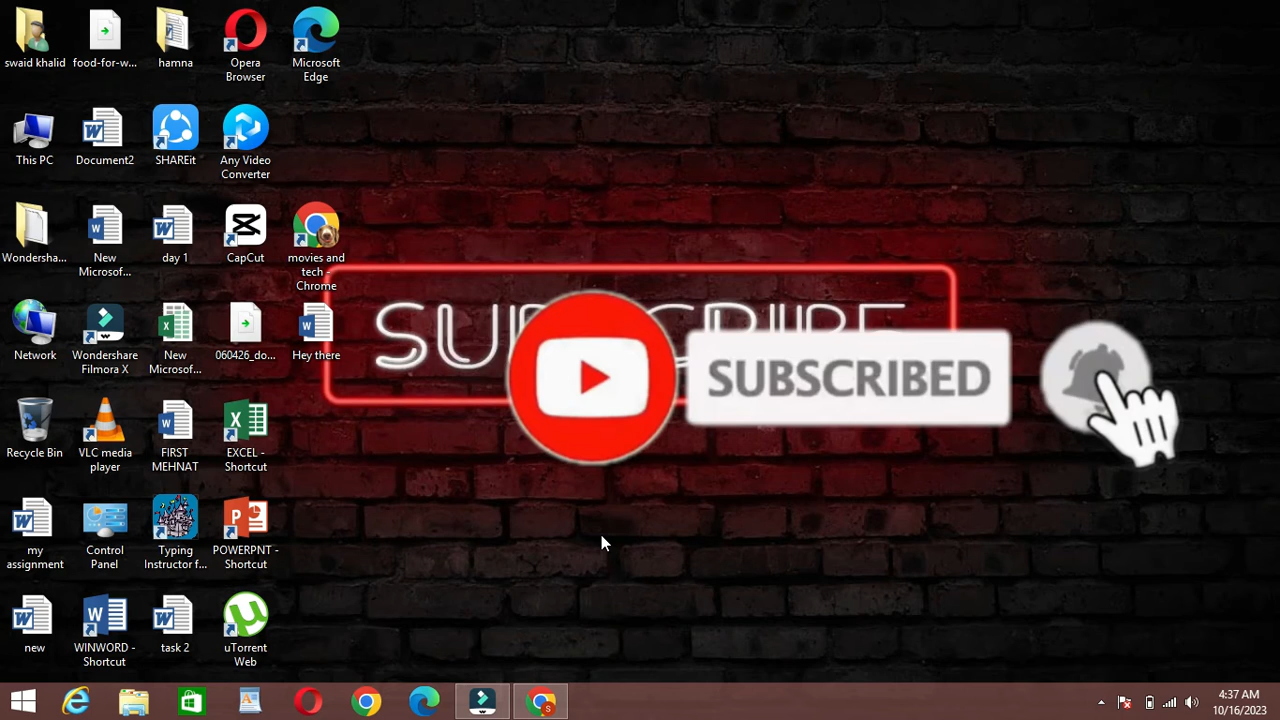 swaid khalid
food-for-w...
hamna
Opera
Browser
Microsoft
Edge
This PC
Document2
SHAREit
Any Video
Converter
Wondersha...
New
Microsof...
day 1
CapCut
movies and
tech -
Chrome
Network
Wondershare
Filmora X
New
Microsof...
060426_do...
Hey there
SUBSCRIBE
SUBSCRIBED
Recycle Bin
VLC media
player
FIRST
MEHNAT
EXCEL -
Shortcut
my
assignment
Control
Panel
Typing
Instructor f...
POWERPNT -
Shortcut
new
WINWORD -
Shortcut
task 2
uTorrent
Web
4:37 AM
10/16/2023